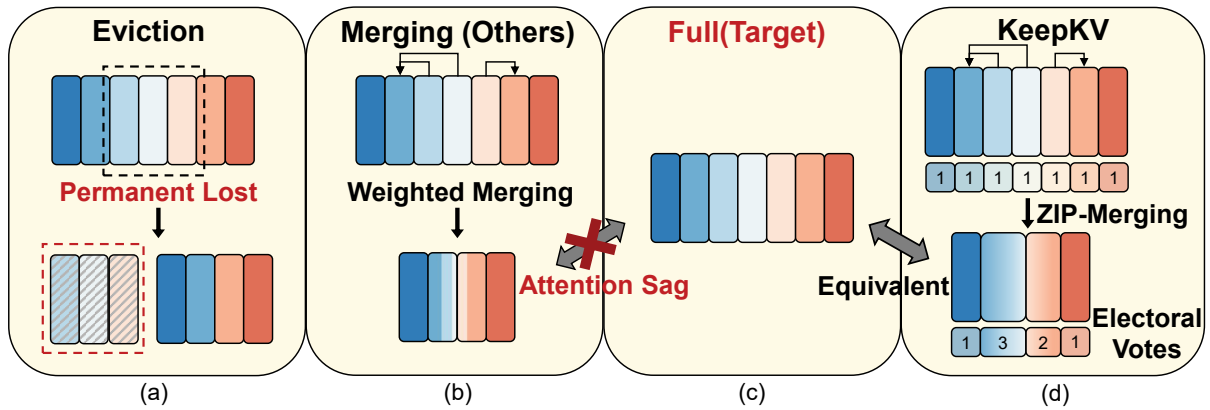 Eviction
Permanent Lost
(a)
Merging (Others)
Weighted Merging
Attention Sag
(b)
Full(Target)
Equivalent
(c)
KeepKV
1 1 1 1 1 1 1
ZIP-Merging
1 3 2 1
Electoral
Votes
(d)